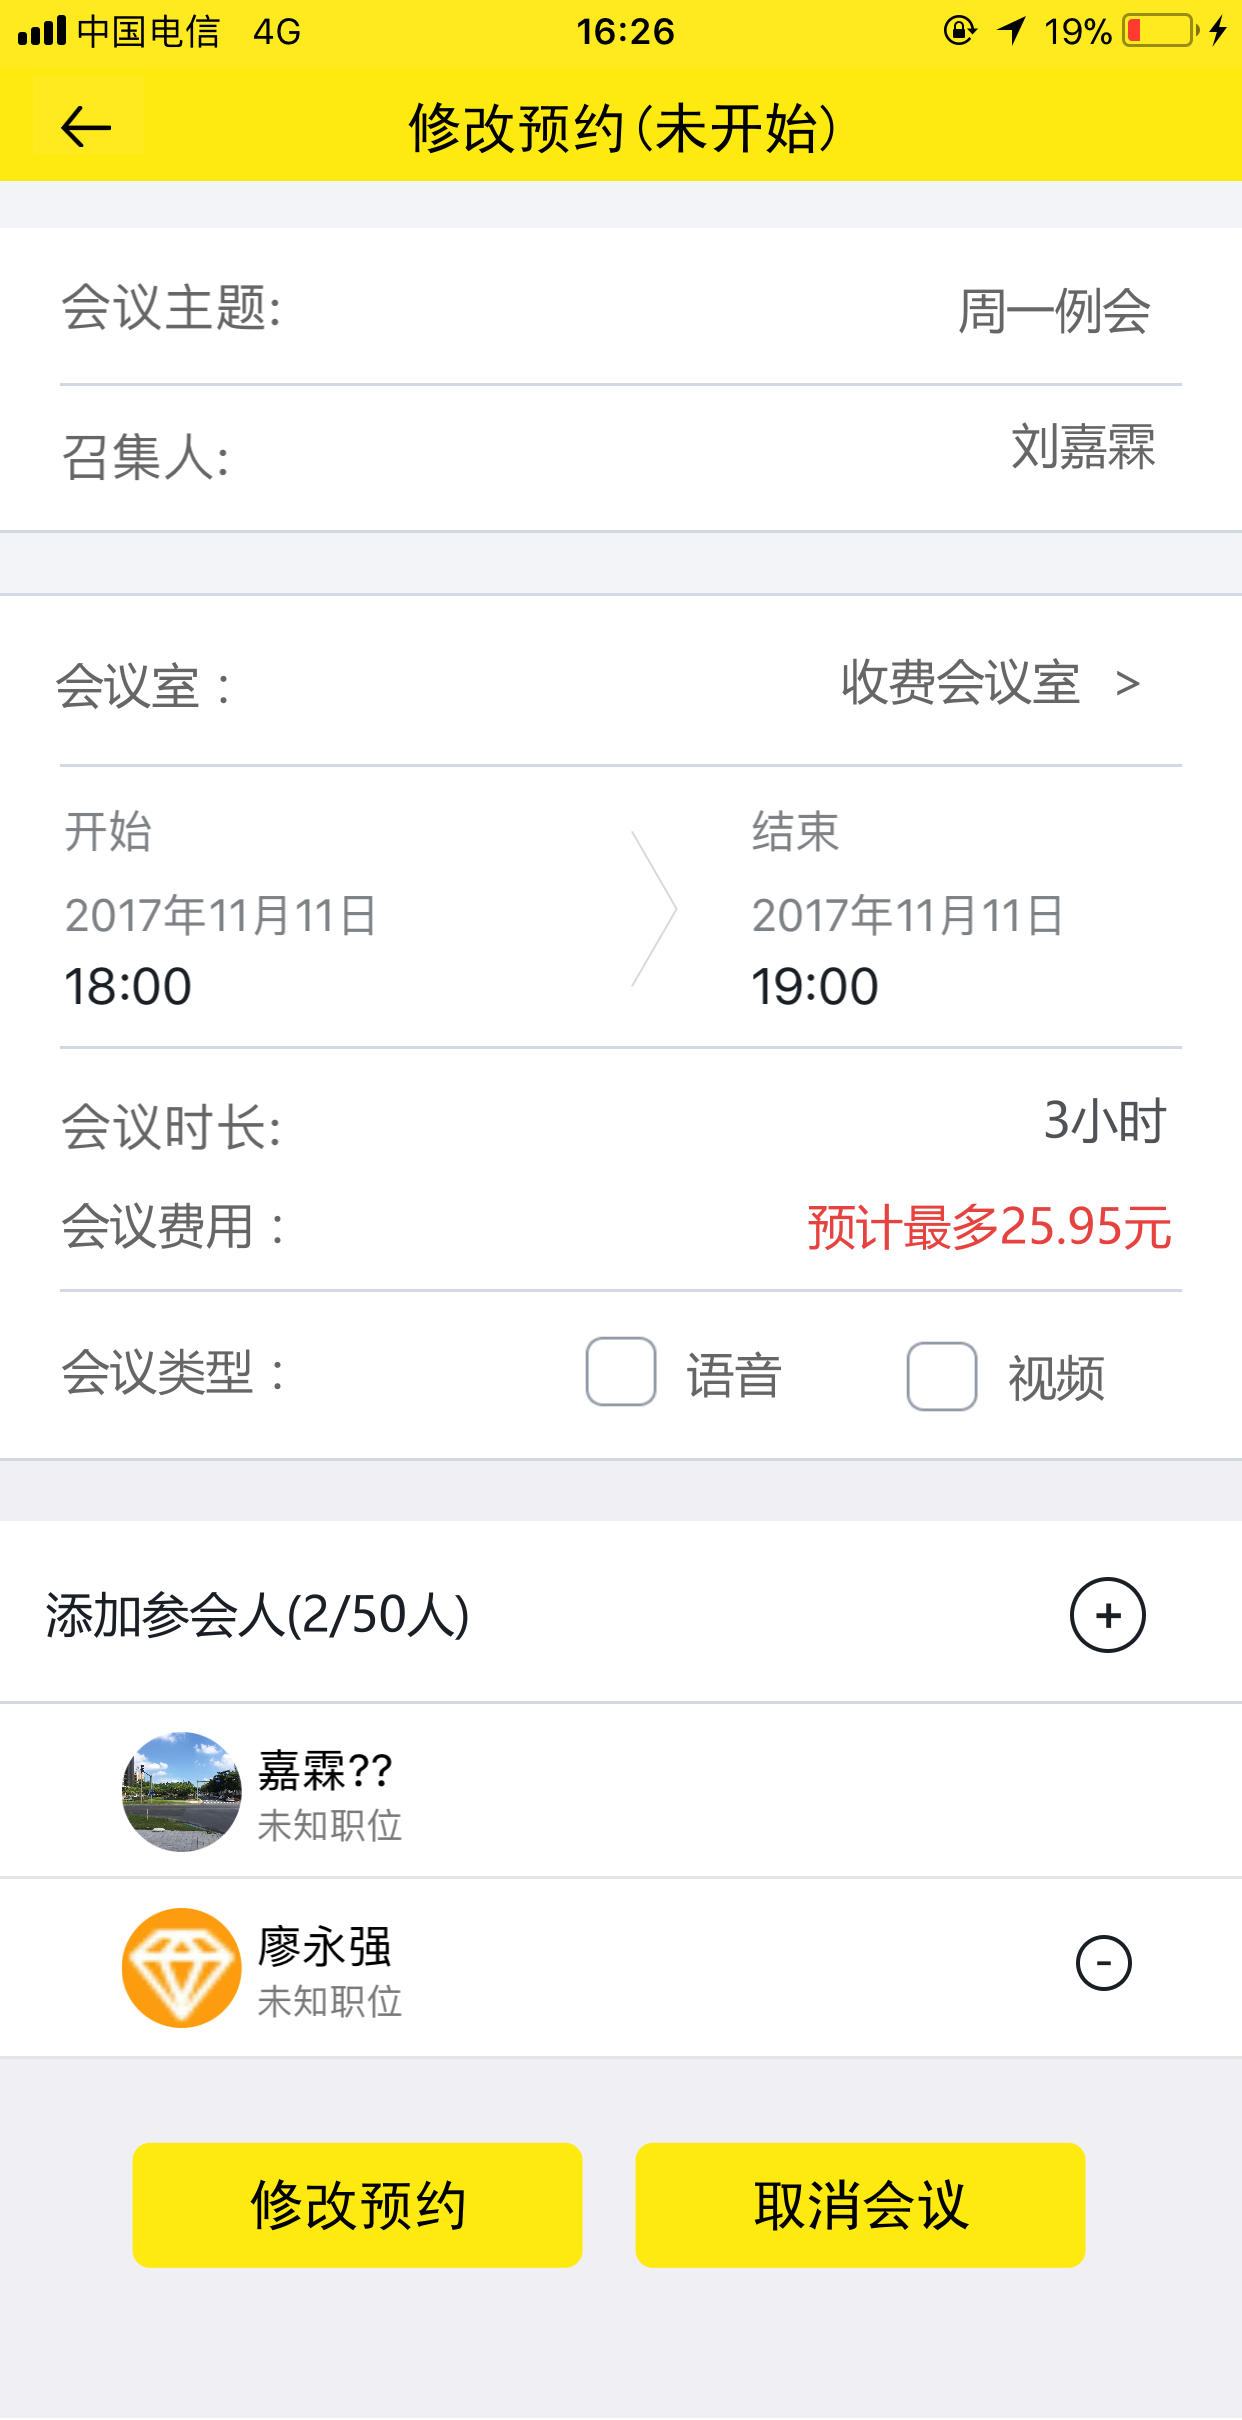 中国电信 4G 16:26 19%
修改预约(未开始)
会议主题: 周一例会
召集人: 刘嘉霖
会议室： 收费会议室 >
开始 结束
2017年11月11日 2017年11月11日
18:00 19:00
会议时长: 3小时
会议费用： 预计最多25.95元
会议类型： 语音 视频
添加参会人(2/50人) +
嘉霖??
未知职位
廖永强 -
未知职位
修改预约 取消会议